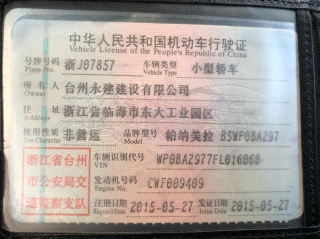 中华人民共和国机动车行驶证
Vehicle License of the People's Republic of China
号牌号码 浙J07857 车辆类型 小型轿车
Plate No. Vehicle Type
所有人 台州永建建设有限公司
Owner
住址 浙江省临海市东大工业园区
Address
使用性质 非营运 品牌型号 帕纳美拉
Use Character Model
浙江省台州
市公安局交
道警察支队
车辆识别代号
VIN
发动机号码 CWF009409
Engine No.
注册日期 2015-05-27 发证日期 2015-05-27
Register Date Issue Date